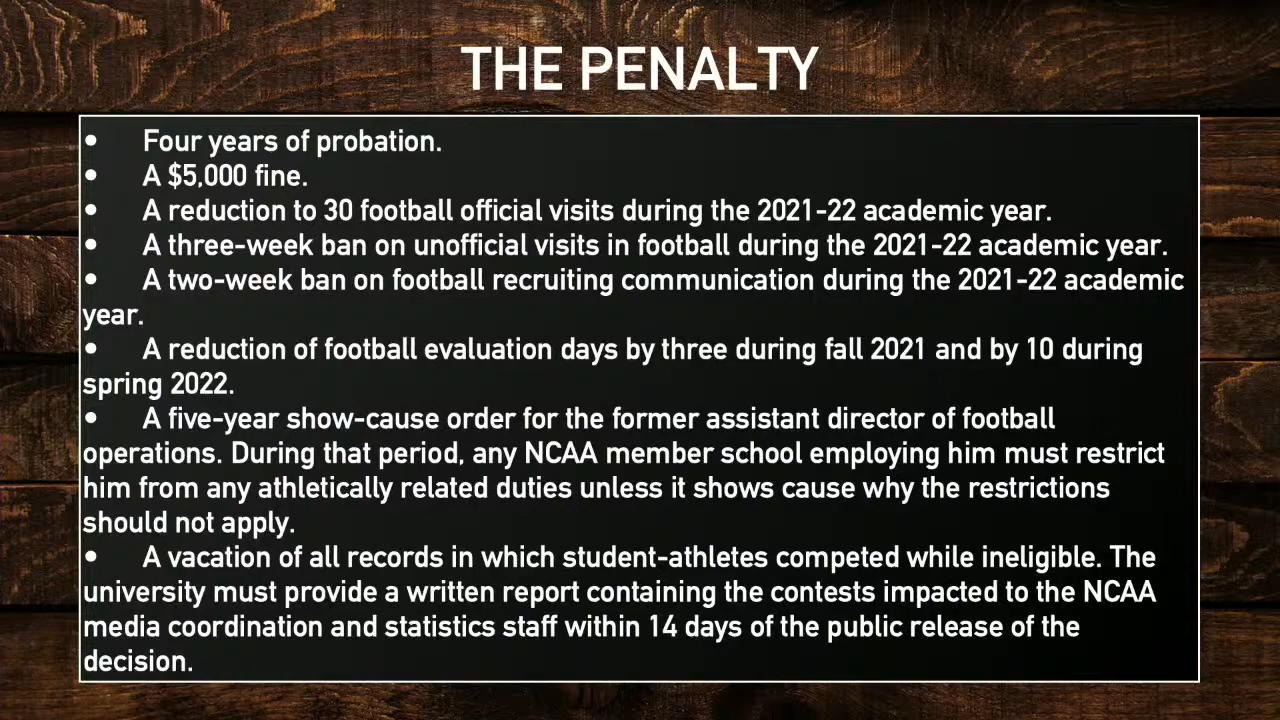 THE PENALTY
• Four years of probation.
• A $5,000 fine.
• A reduction to 30 football official visits during the 2021-22 academic year.
• A three-week ban on unofficial visits in football during the 2021-22 academic year.
• A two-week ban on football recruiting communication during the 2021-22 academic
year.
• A reduction of football evaluation days by three during fall 2021 and by 10 during
spring 2022.
• A five-year show-cause order for the former assistant director of football
operations. During that period, any NCAA member school employing him must restrict
him from any athletically related duties unless it shows cause why the restrictions
should not apply.
• A vacation of all records in which student-athletes competed while ineligible. The
university must provide a written report containing the contests impacted to the NCAA
media coordination and statistics staff within 14 days of the public release of the
decision.